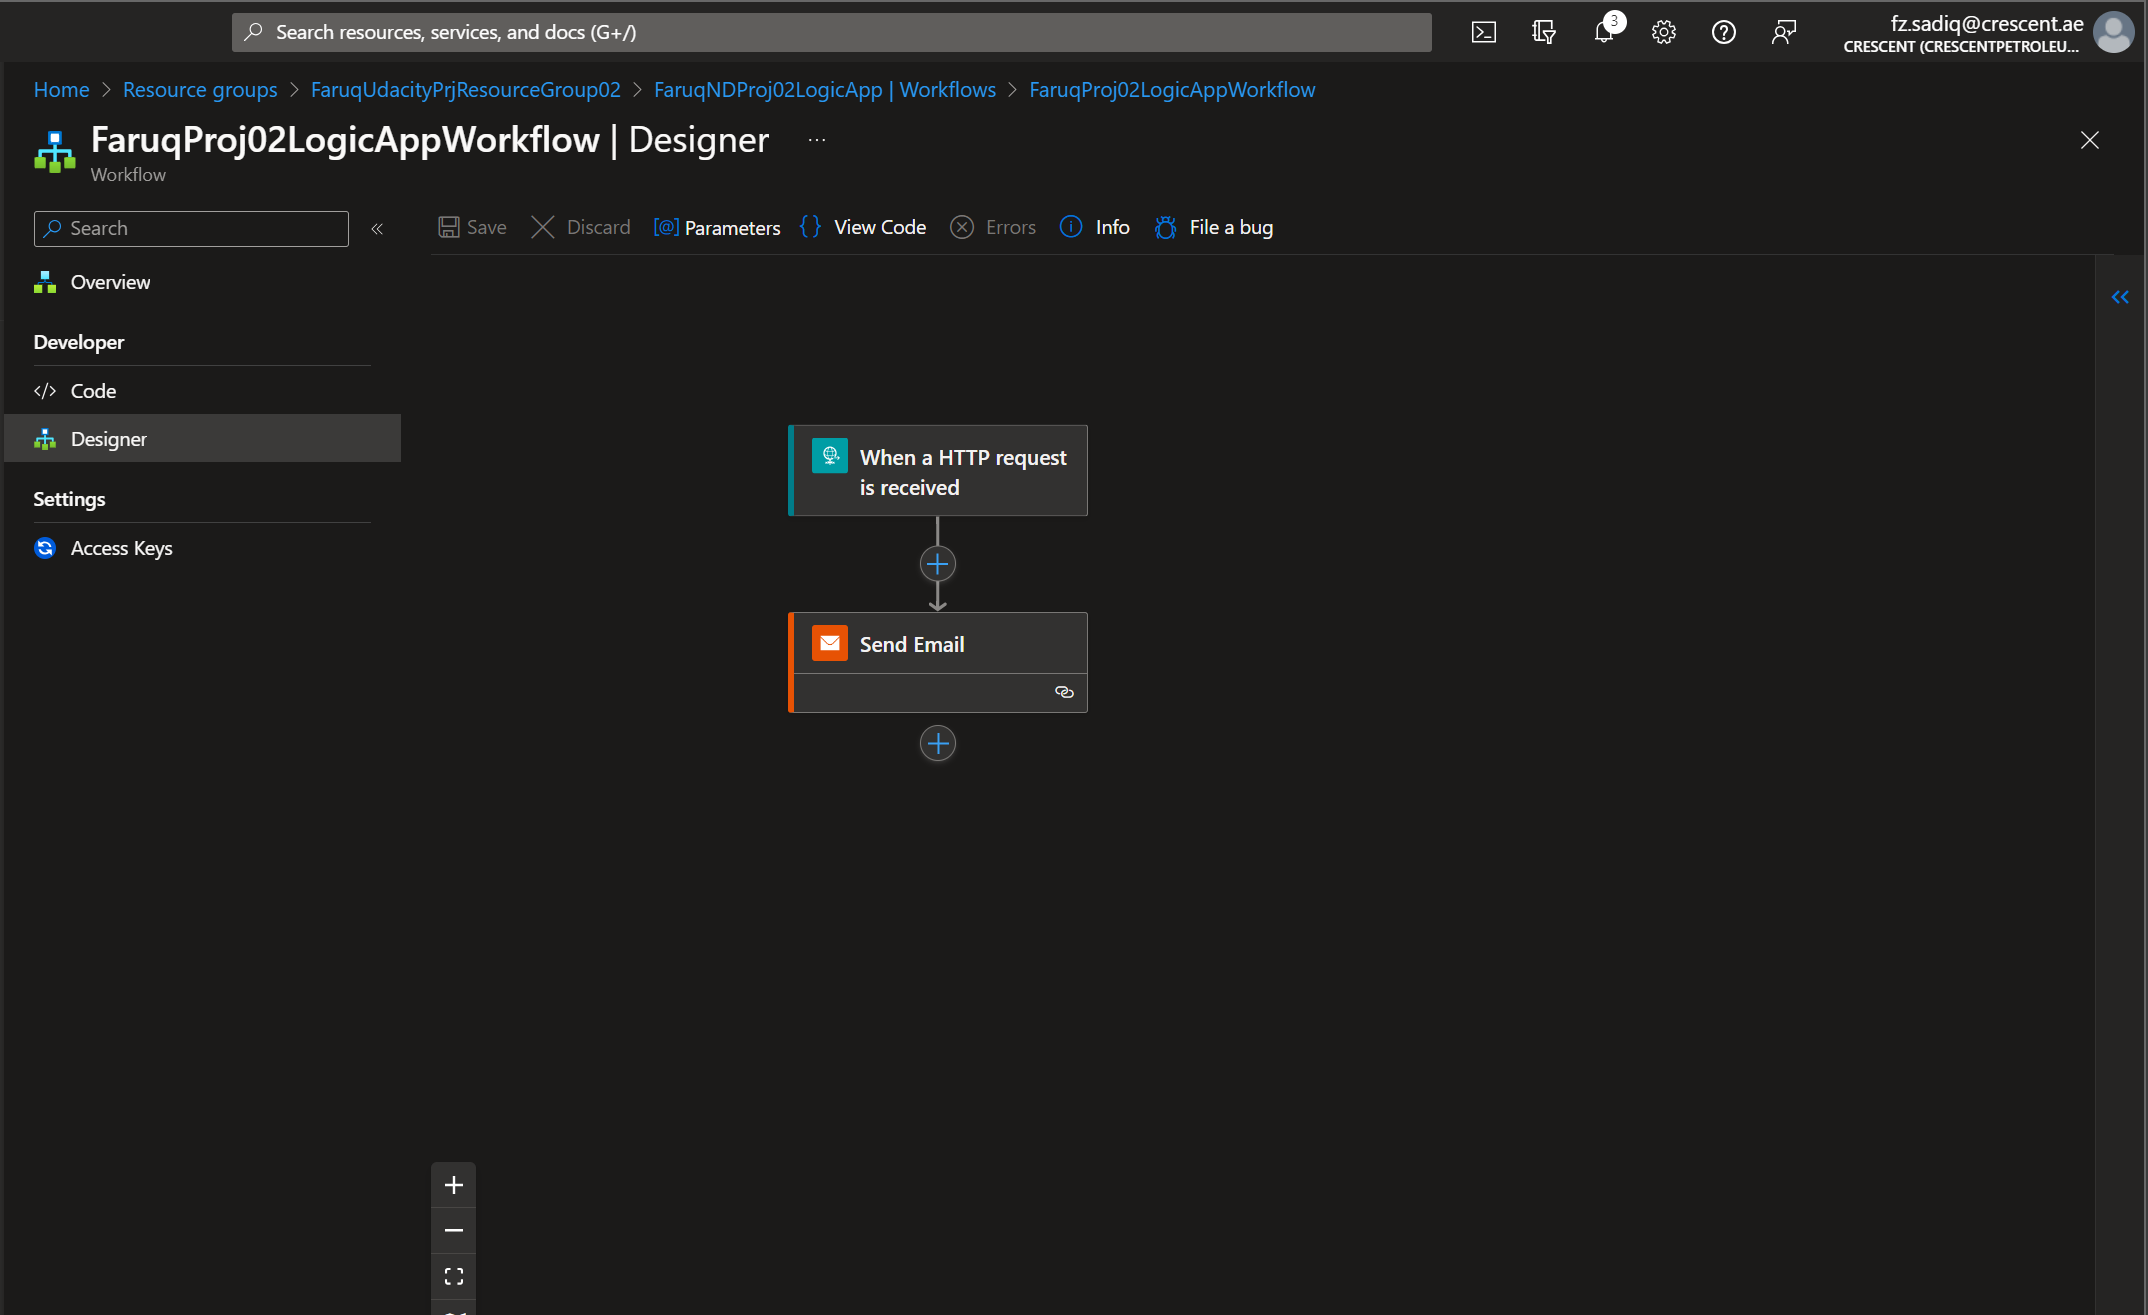 Search resources, services, and docs (G+/)
3
fz.sadiq@crescent.ae
CRESCENT (CRESCENTPETROLEU...
Home > Resource groups > FaruqUdacityPrjResourceGroup02 > FaruqNDProj02LogicApp | Workflows > FaruqProj02LogicAppWorkflow
FaruqProj02LogicAppWorkflow | Designer ...
Workflow
Search
Save Discard Parameters View Code Errors Info File a bug
Overview
Developer
Code
Designer
Settings
Access Keys
When a HTTP request
is received
Send Email